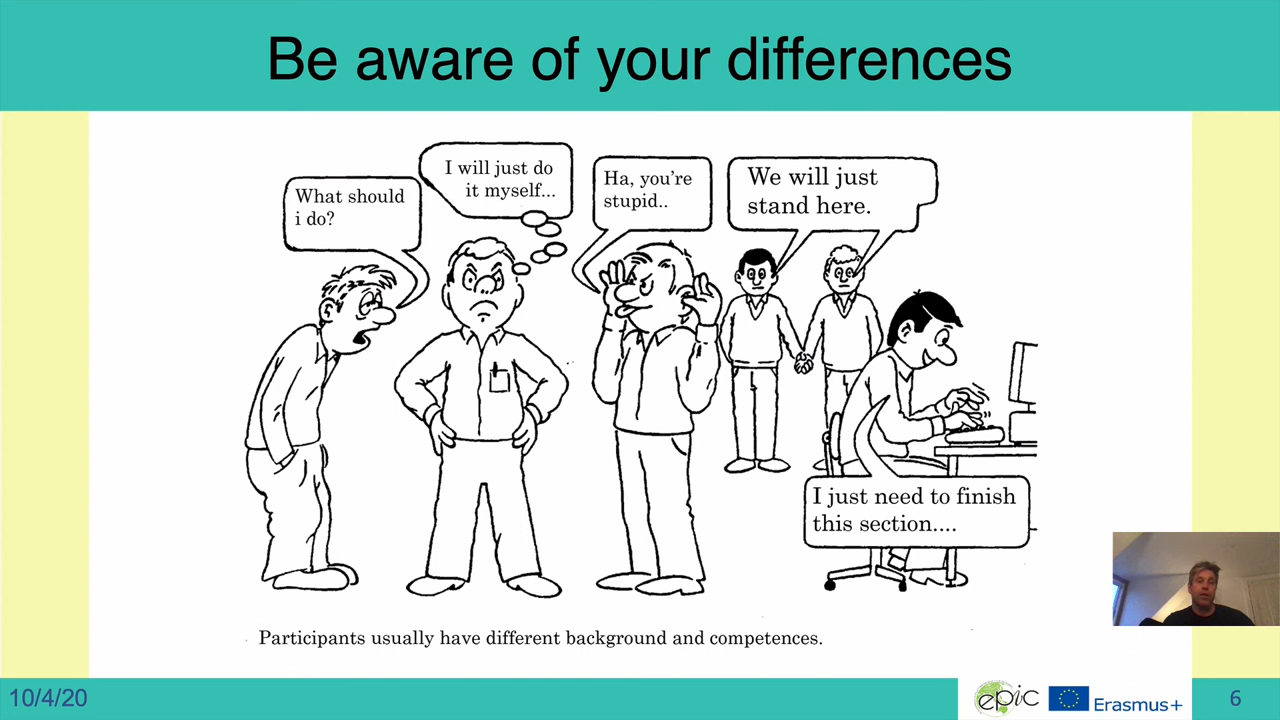 Be aware of your differences
What should
i do?
I will just do
it myself...
Ha, you're
stupid..
We will just
stand here.
I just need to finish
this section....
Participants usually have different background and competences.
10/4/20
epic
Erasmus+
6